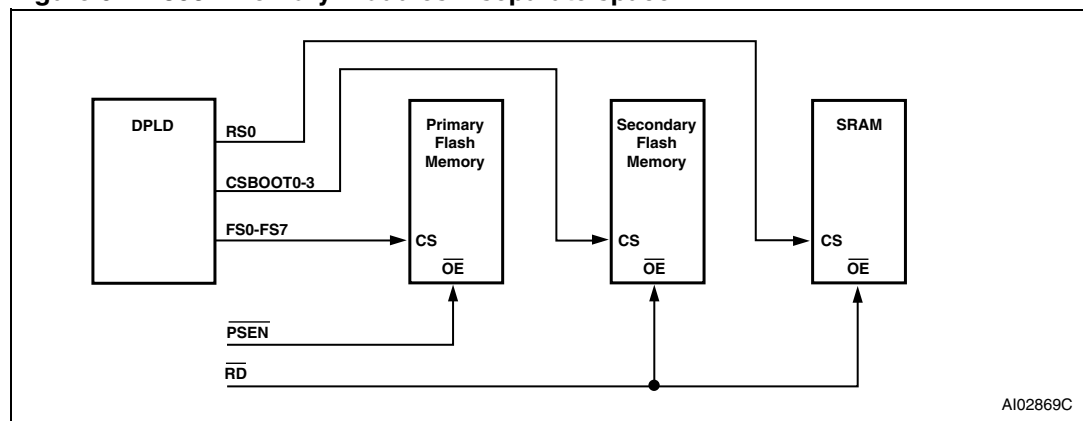 DPLD
RS0
CSBOOT0-3
FS0-FS7
Primary
Flash
Memory
CS
OE
Secondary
Flash
Memory
CS
OE
SRAM
CS
OE
PSEN
RD
AI02869C